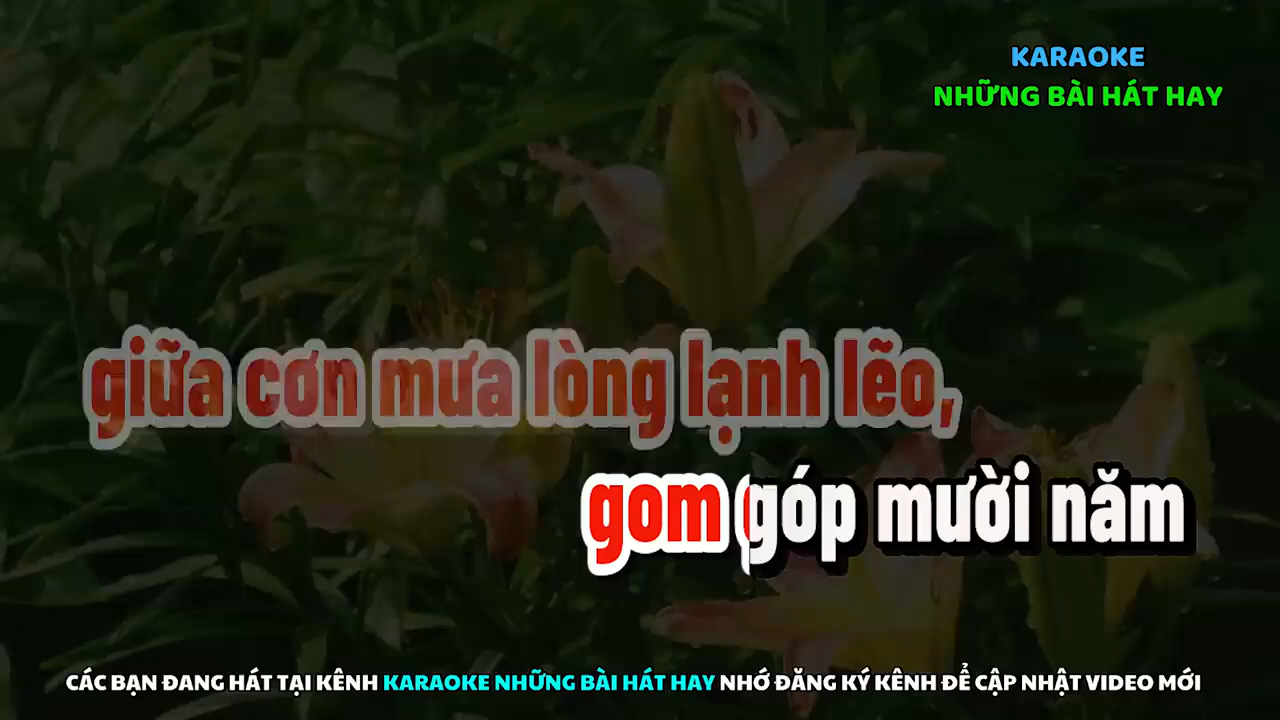 KARAOKE
NHỮNG BÀI HÁT HAY
giữa cơn mưa lòng lạnh lẽo,
gom góp mười năm
CÁC BẠN ĐANG HÁT TẠI KÊNH KARAOKE NHỮNG BÀI HÁT HAY NHỚ ĐĂNG KÝ KÊNH ĐỂ CẬP NHẬT VIDEO MỚI